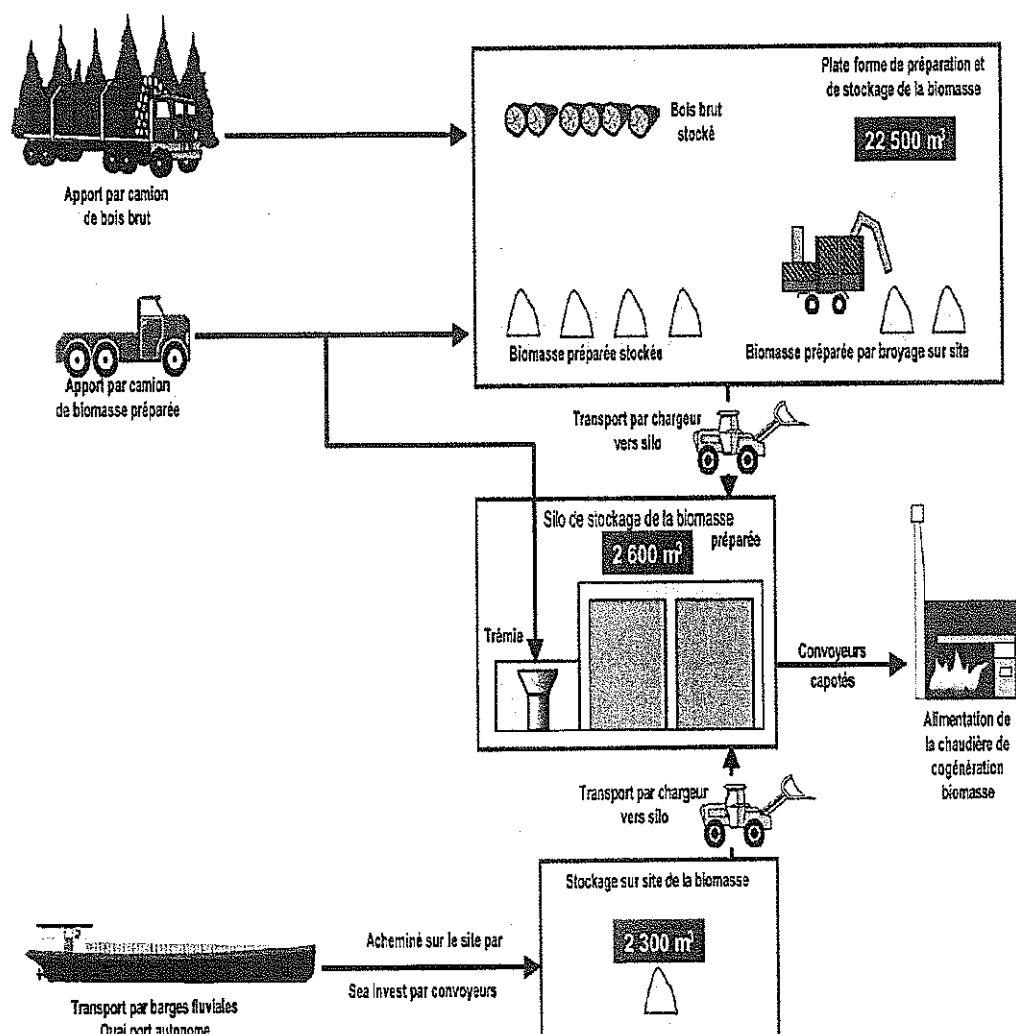 Plate forme de préparation et
de stockage de la biomasse
Bois brut
stocké
22 500 m³
Apport par camion
de bois brut
Biomasse préparée stockée
Biomasse préparée par broyage sur site
Apport par camion
de biomasse préparée
Transport par chargeur
vers silo
Silo de stockage de la biomasse
préparée
2 600 m³
Trémie
Convoyeurs
capotés
Alimentation de
la chaudière de
cogénération
biomasse
Transport par chargeur
vers silo
Stockage sur site de la biomasse
2 300 m³
Acheminé sur le site par
Sea Invest par convoyeurs
Transport par barges fluviales
Quai port autonome